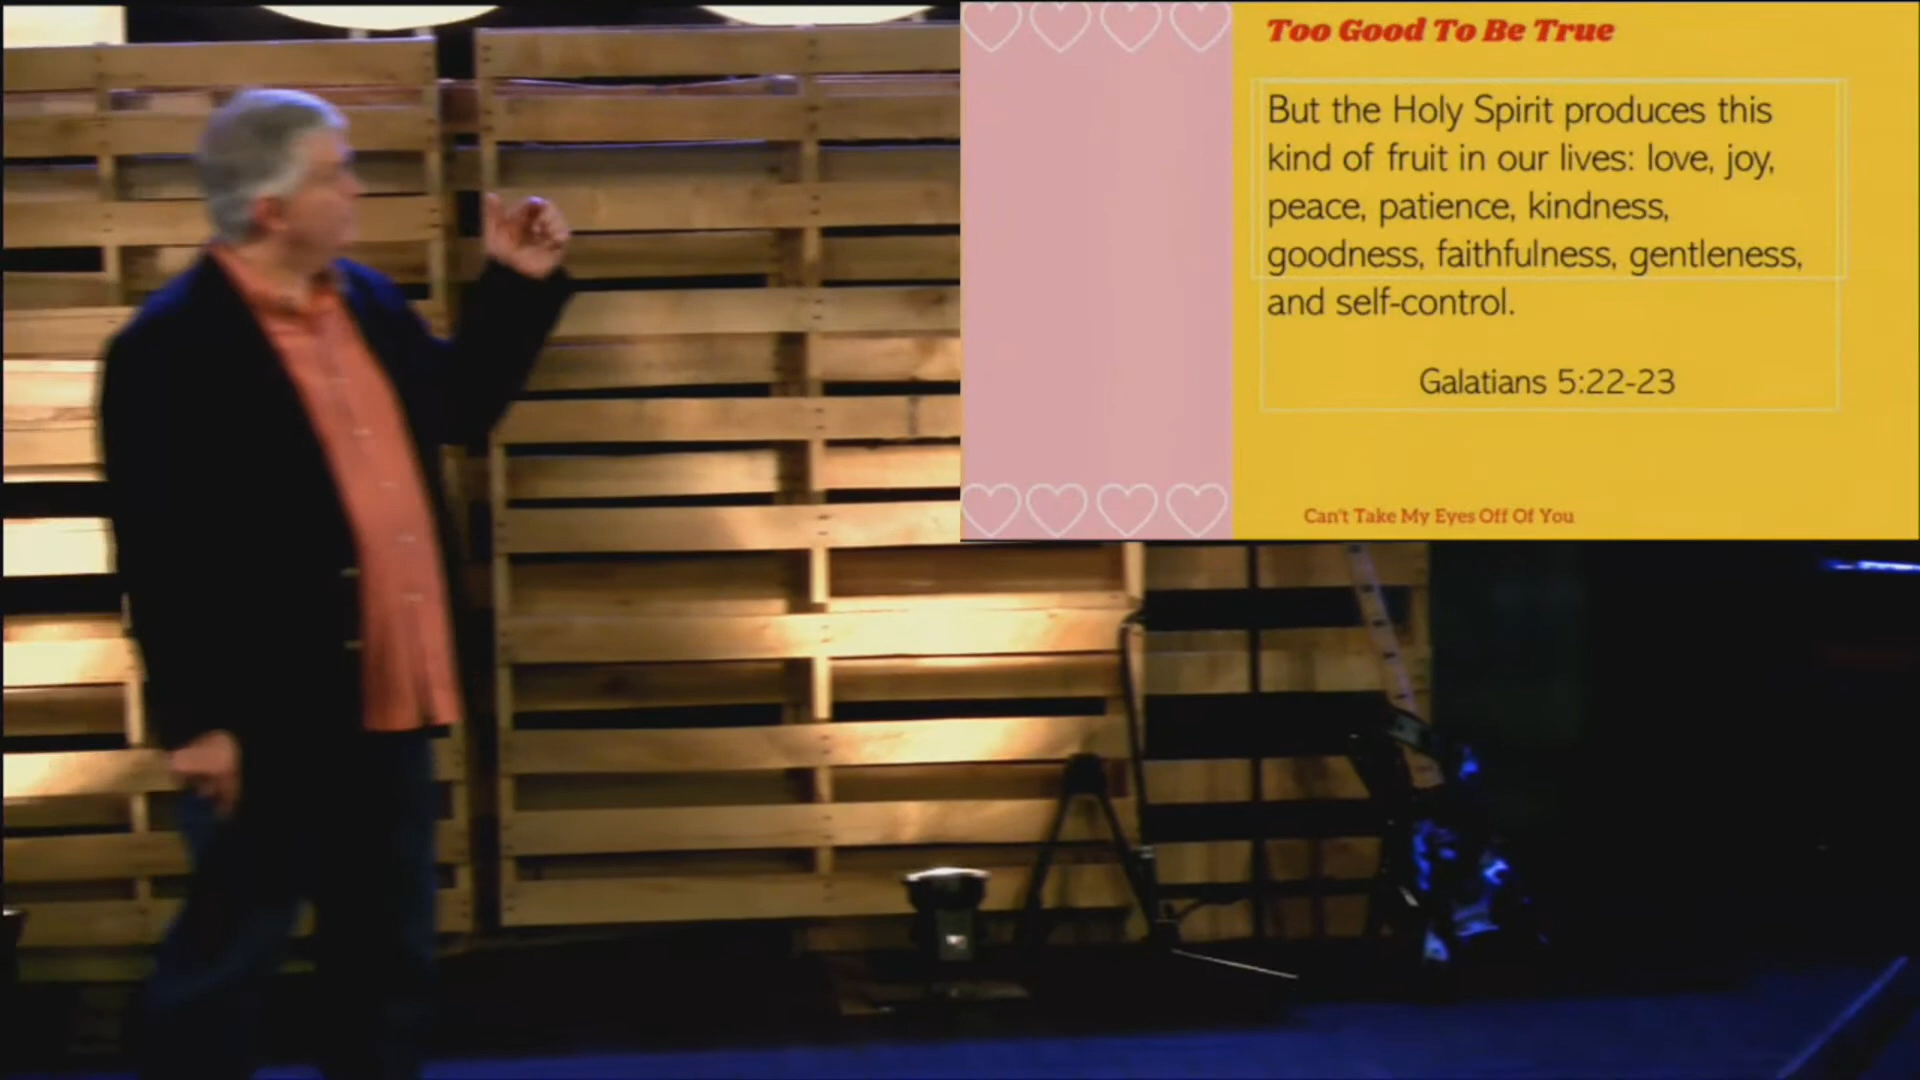 Too Good To Be True
But the Holy Spirit produces this
kind of fruit in our lives: love, joy,
peace, patience, kindness,
goodness, faithfulness, gentleness,
and self-control.
Galatians 5:22-23
Can't Take My Eyes Off Of You